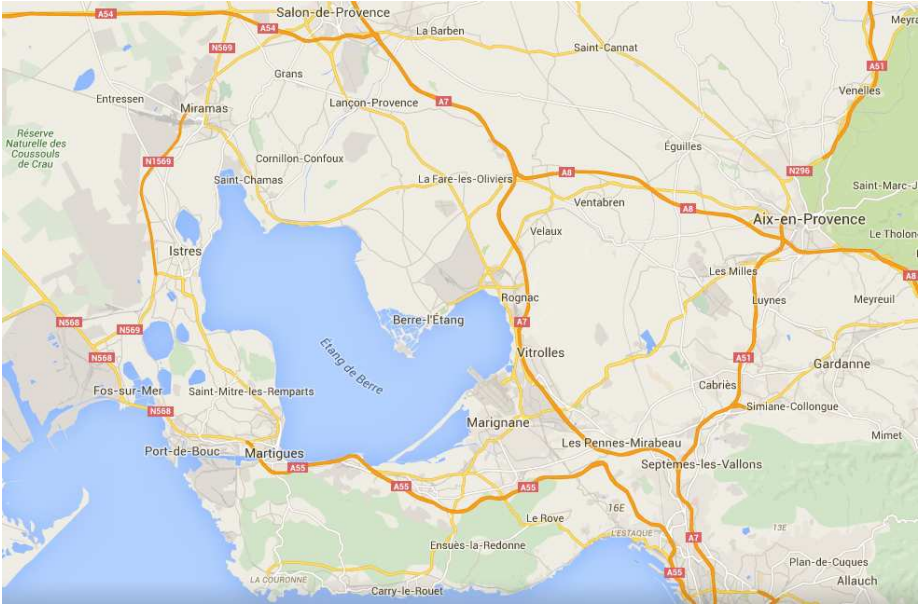 Salon-de-Provence
A54
A54
La Barben
Meyra
N569
Saint-Cannat
A51
Grans
Venelles
Entressen
Miramas
Lançon-Provence
A7
Réserve
Naturelle des
Coussouls
de Crau
Éguilles
N1569
Cornillon-Confoux
Saint-Chamas
La Fare-les-Oliviers
A8
N296
Saint-Marc-J
Ventabren
A8
Aix-en-Provence
Velaux
Le Tholon
Istres
Les Milles
A8
Rognac
Luynes
Meyreuil
N568
N569
Berre-l'Étang
A7
Étang de Berre
Vitrolles
N568
A51
Gardanne
Fos-sur-Mer
Saint-Mitre-les-Remparts
Cabriès
N568
Simiane-Collongue
Marignane
Mimet
Port-de-Bouc
Martigues
Les Pennes-Mirabeau
A55
Septèmes-les-Vallons
A55
A55
16E
Le Rove
13E
L'ESTAQUE
A7
Ensuès-la-Redonne
Plan-de-Cuques
A55
LA COURONNE
Allauch
Carry-le-Rouet